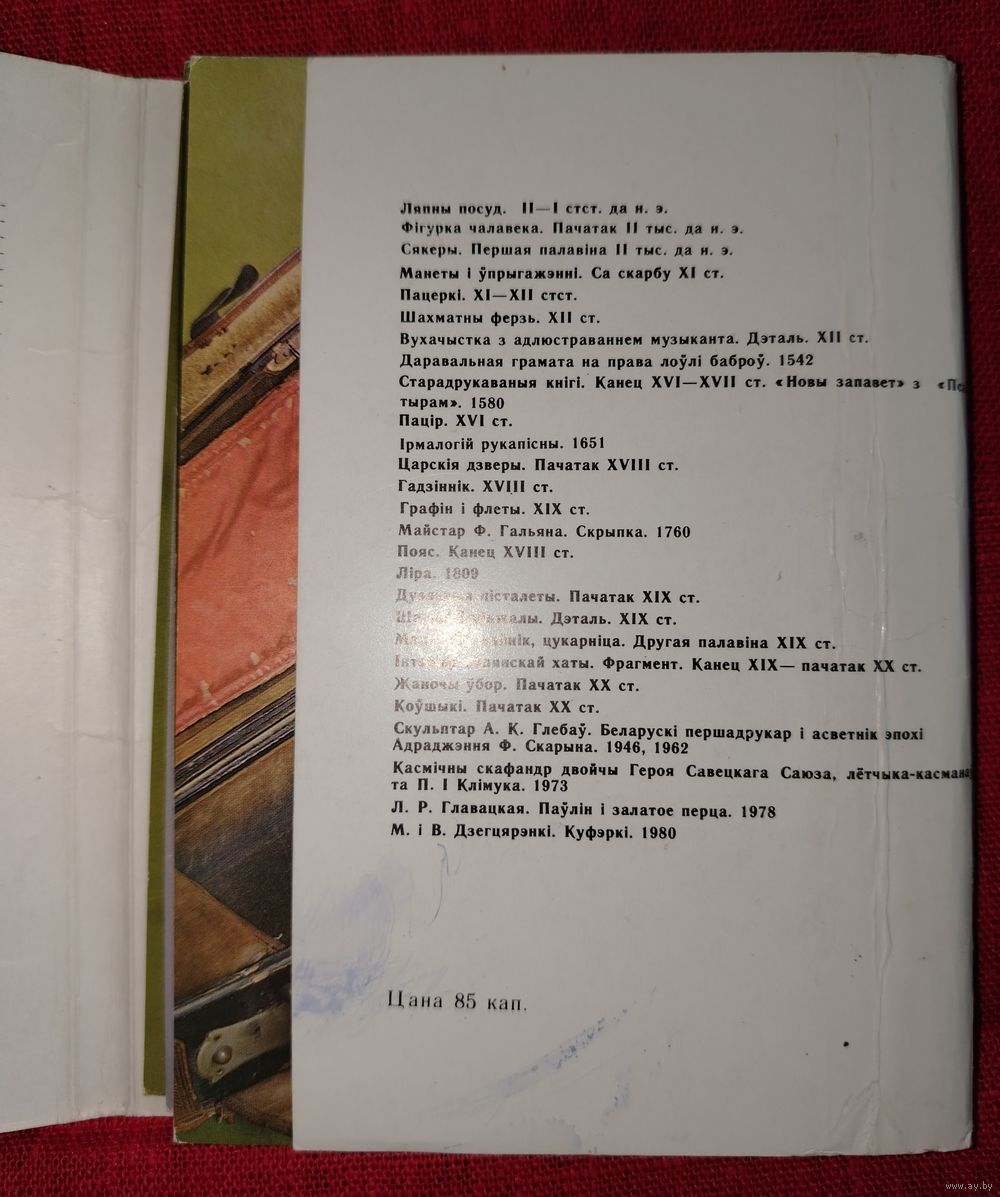 Ляпны посуд. II—I стст. да н. э.
Фігурка чалавека. Пачатак II тыс. да н. э.
Сякеры. Першая палавіна II тыс. да н. э.
Манеты і ўпрыгажэнні. Са скарбу XI ст.
Пацеркі. XI—XII стст.
Шахматны ферзь. XII ст.
Вухачыстка з адлюстраваннем музыканта. Дэталь. XII ст.
Даравальная грамата на права лоўлі баброў. 1542
Старадрукаваныя кнігі. Канец XVI—XVII ст. «Новы запавет» з
тырам». 1580
Пацір. XVI ст.
Ірмалогій рукапісны. 1651
Царскія дзверы. Пачатак XVIII ст.
Гадзіннік. XVIII ст.
Графін і флеты. XIX ст.
Майстар Ф. Гальяна. Скрыпка. 1760
Пояс. Канец XVIII ст.
Ліра. 1809
пісталеты. Пачатак XIX ст.
Дэталь. XIX ст.
цукарніца. Другая палавіна XIX ст.
хаты. Фрагмент. Канец XIX— пачатак XX ст.
Жаночы ўбор. Пачатак XX ст.
Коўшыкі. Пачатак XX ст.
Скульптар А. К. Глебаў. Беларускі першадрукар і асветнік эпохі
Адраджэння Ф. Скарына. 1946, 1962
Касмічны скафандр двойчы Героя Савецкага Саюза, лётчыка-касманаў
та П. І Клімука. 1973
Л. Р. Главацкая. Паўлін і залатое перца. 1978
М. і В. Дзегцярэнкі. Куфэркі. 1980
Цана 85 кап.
www.ay.by